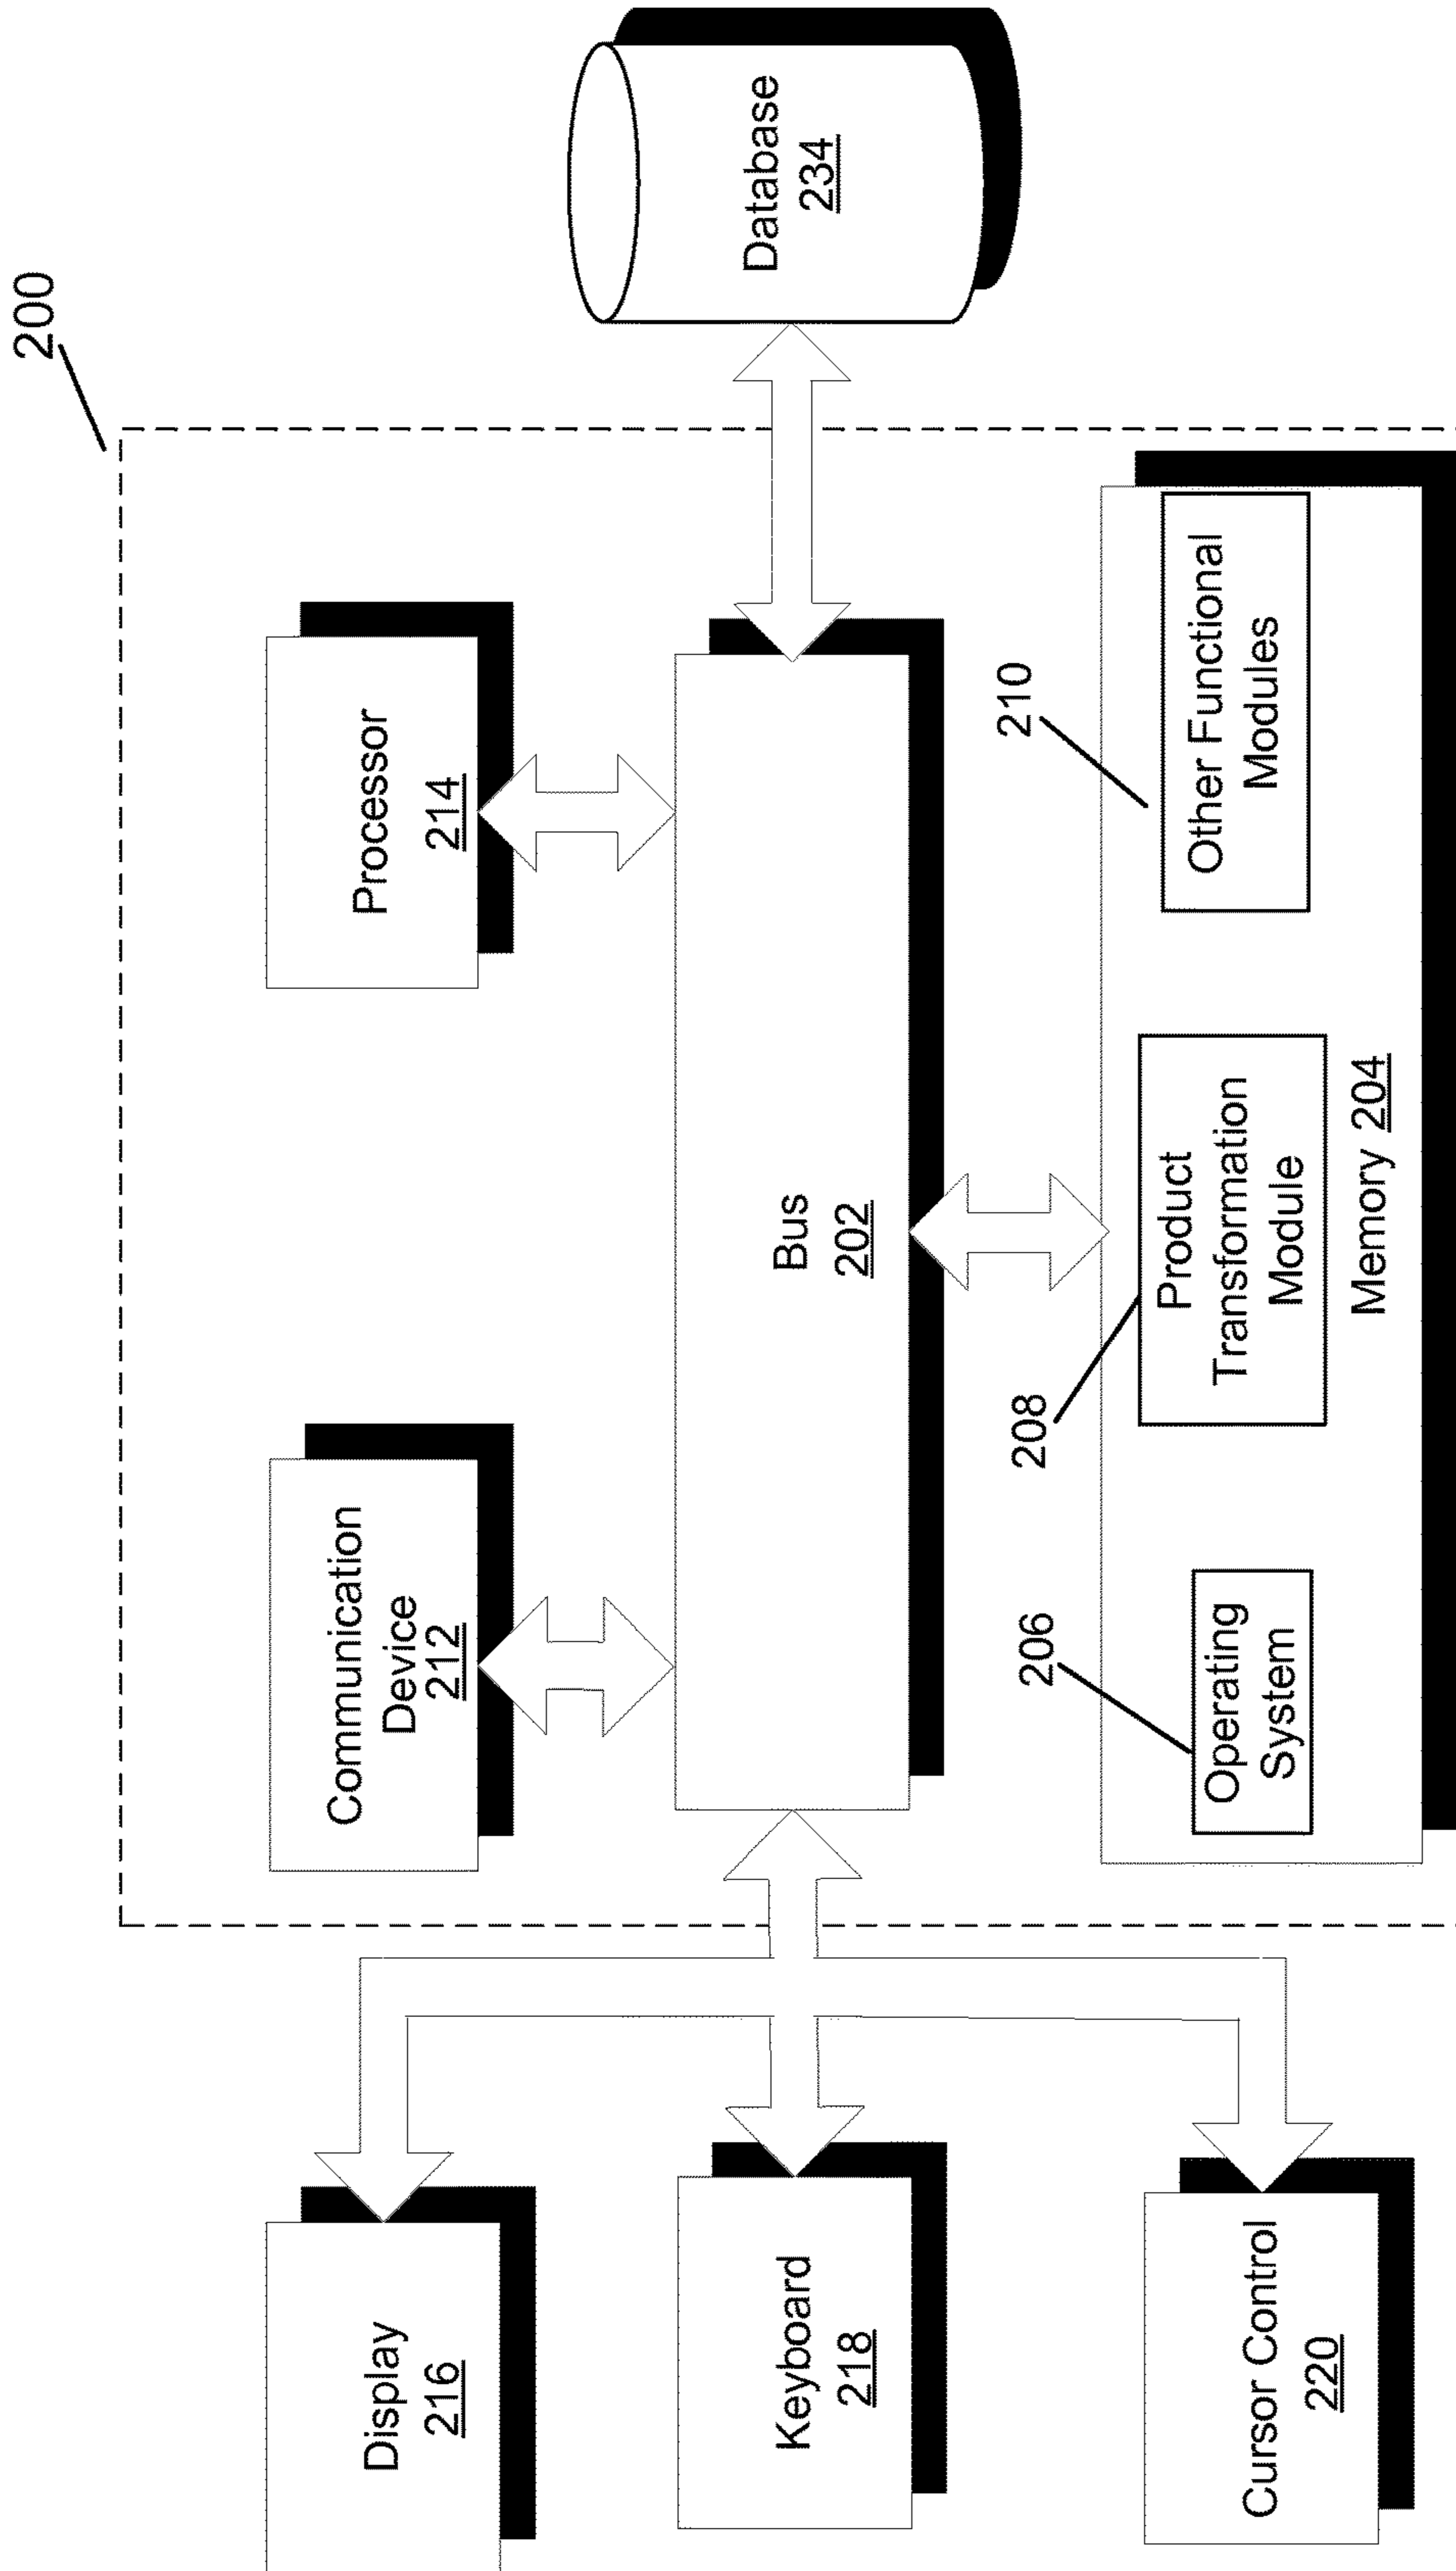 200
Display
216
Communication
Device
212
Processor
214
Keyboard
218
Bus
202
Database
234
Cursor Control
220
206
208
210
Operating
System
Product
Transformation
Module
Other Functional
Modules
Memory 204